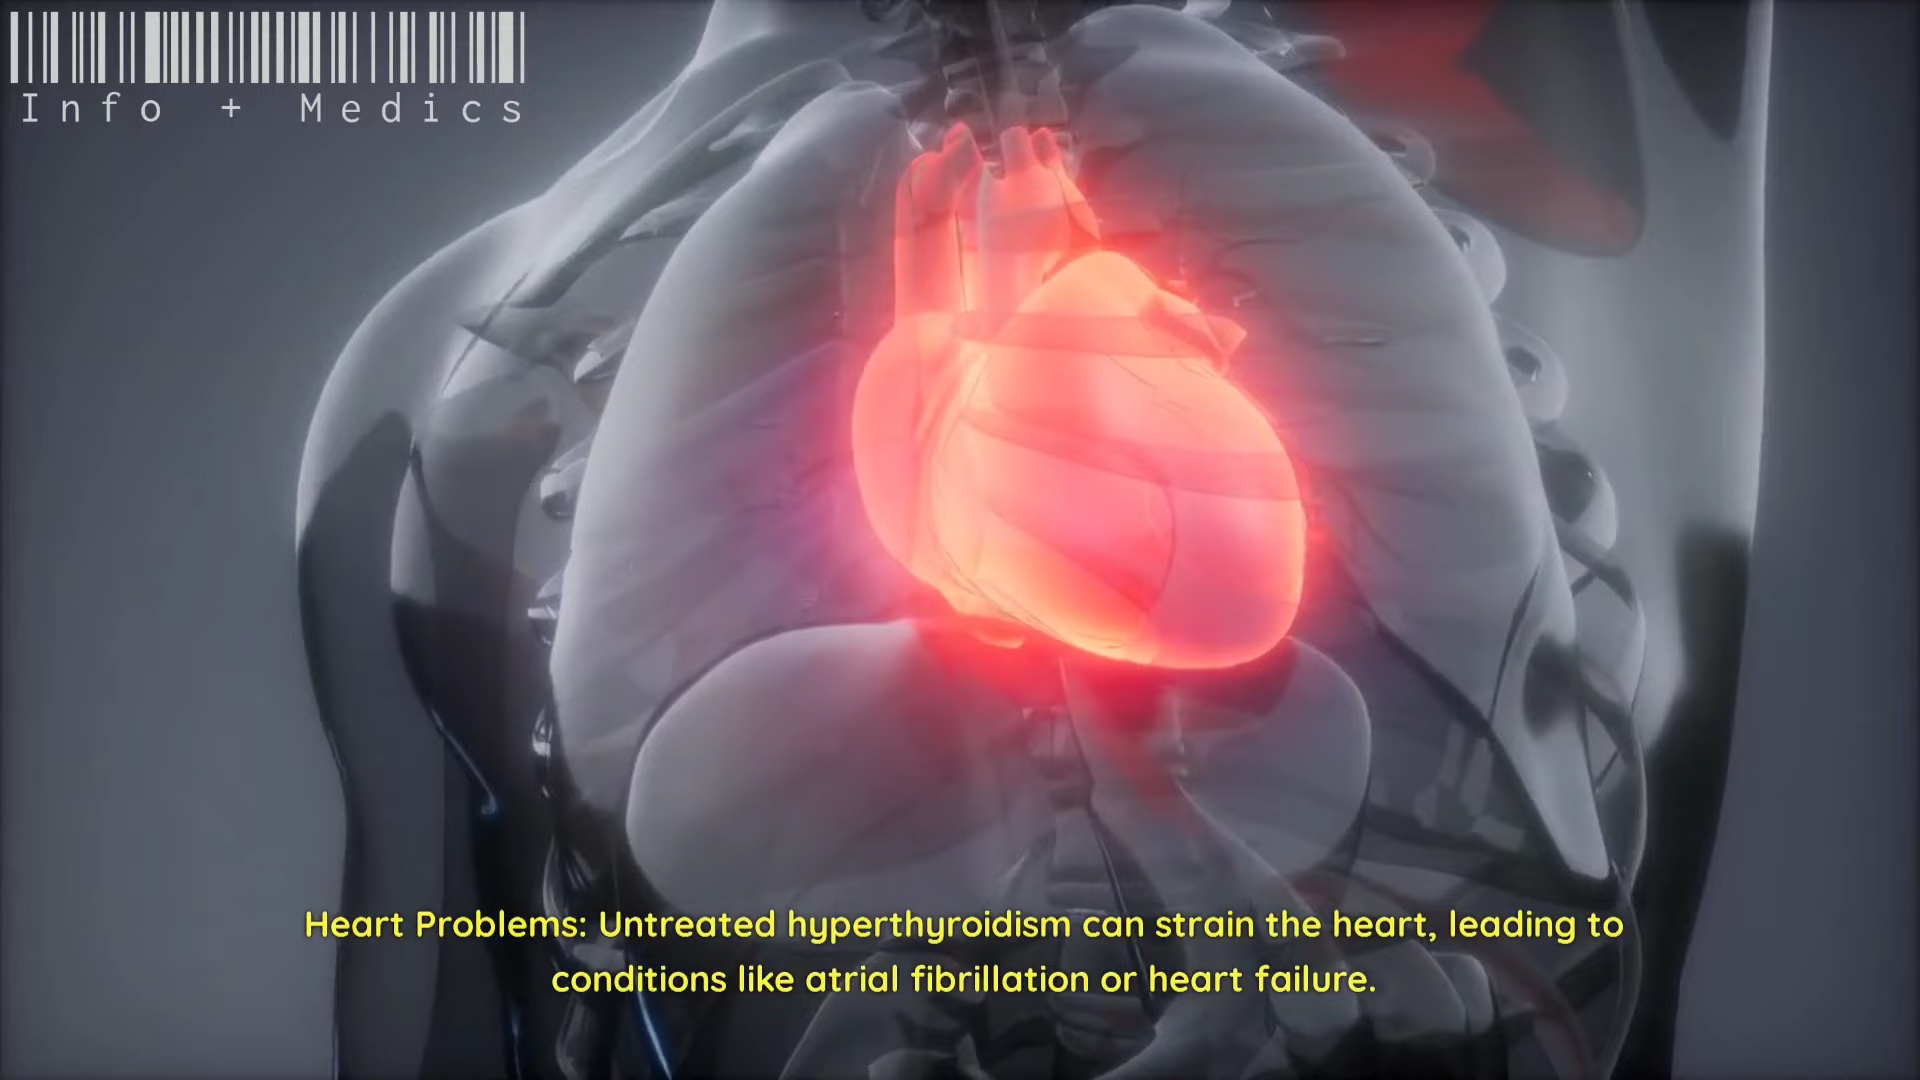 Info + Medics
Heart Problems: Untreated hyperthyroidism can strain the heart, leading to
conditions like atrial fibrillation or heart failure.